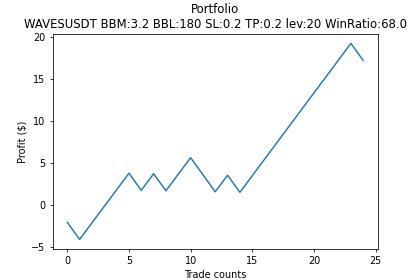 Portfolio
WAVESUSDT BBM:3.2 BBL:180 SL:0.2 TP:0.2 lev:20 WinRatio:68.0
20
15
10
5
0
−5
Profit ($)
0 5 10 15 20 25
Trade counts